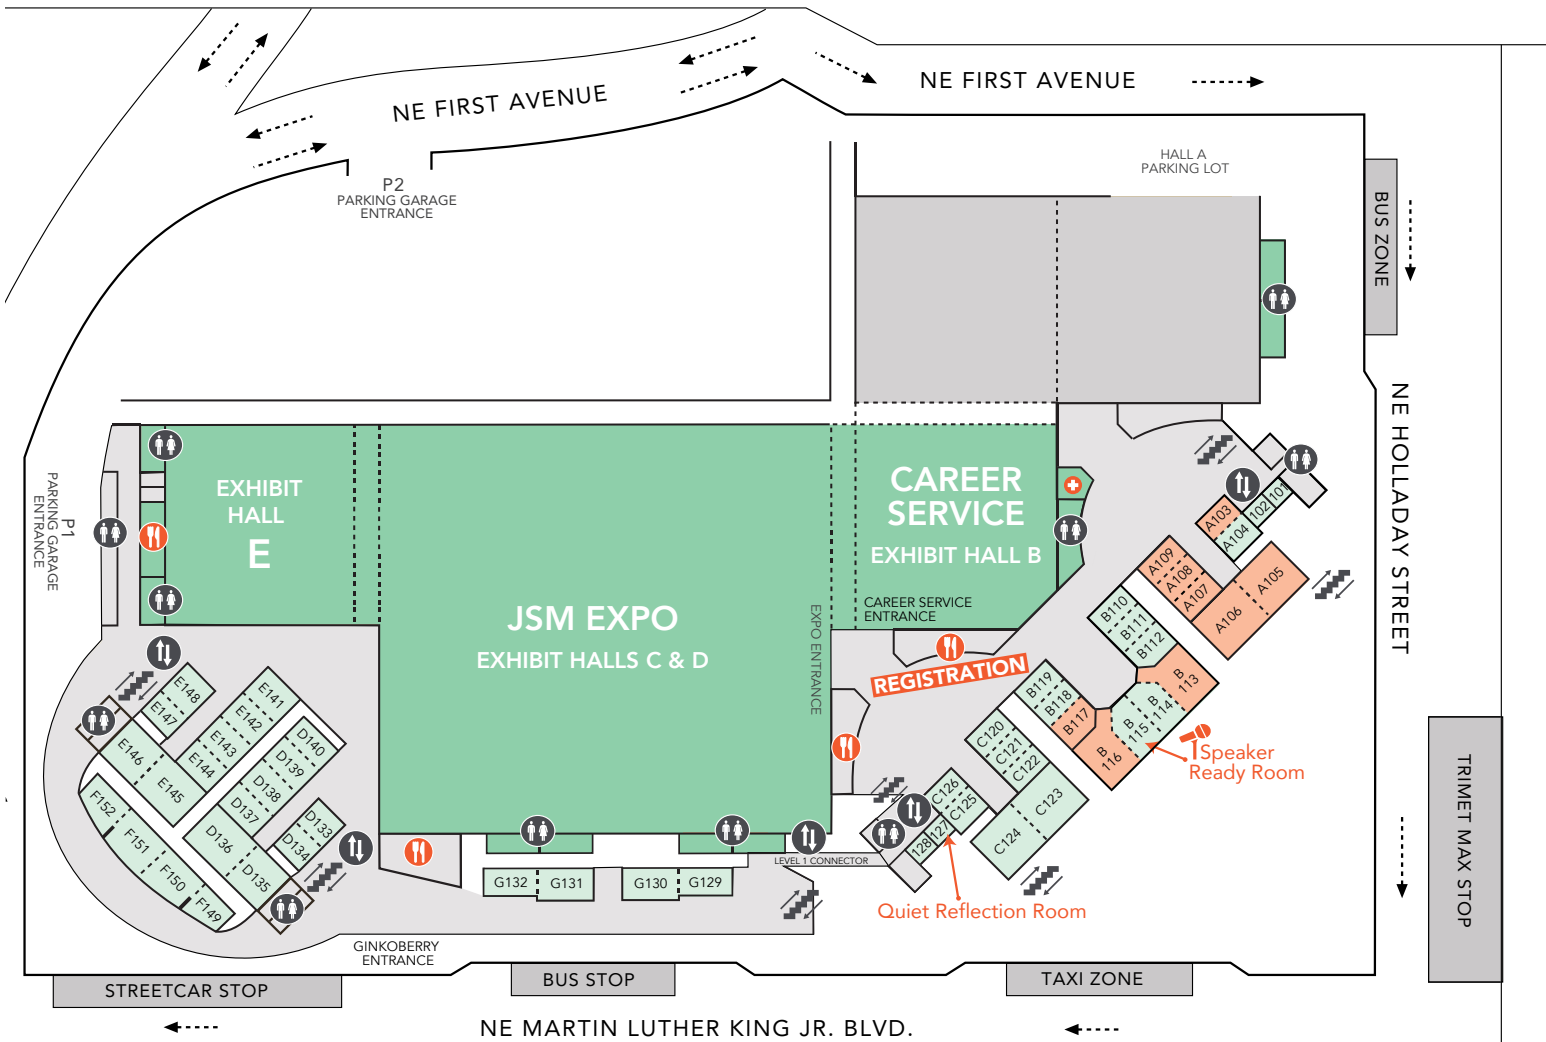 NE FIRST AVENUE
NE FIRST AVENUE
HALL A
PARKING LOT
P2
PARKING GARAGE
ENTRANCE
BUS ZONE
NE HOLLADAY STREET
TRIMET MAX STOP
P1
PARKING GARAGE
ENTRANCE
EXHIBIT
HALL
E
CAREER
SERVICE
EXHIBIT HALL B
CAREER SERVICE
ENTRANCE
JSM EXPO
EXHIBIT HALLS C & D
EXPO ENTRANCE
REGISTRATION
101
102
A103
A104
A105
A106
A107
A108
A109
B110
B111
B112
B
113
B
114
B
115
B
116
B117
B118
B119
Speaker
Ready Room
C120
C121
C122
C123
C124
C125
C126
127
128
Quiet Reflection Room
LEVEL 1 CONNECTOR
G129
G130
G131
G132
D133
D134
D135
D136
D137
D138
D139
D140
E141
E142
E143
E144
E145
E146
E147
E148
F149
F150
F151
F152
GINKOBERRY
ENTRANCE
STREETCAR STOP
BUS STOP
TAXI ZONE
NE MARTIN LUTHER KING JR. BLVD.